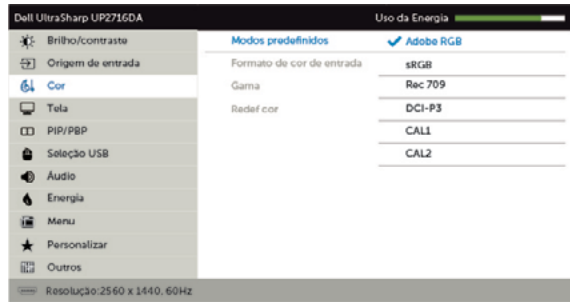 Dell UltraSharp UP2716DA Uso da Energia
Brilho/contraste Modos predefinidos Adobe RGB
Origem de entrada Formato de cor de entrada sRGB
Cor Gama Rec 709
Tela Redef cor DCI-P3
PIP/PBP CAL1
Seleção USB CAL2
Áudio
Energia
Menu
Personalizar
Outros
Resolução:2560 x 1440, 60Hz